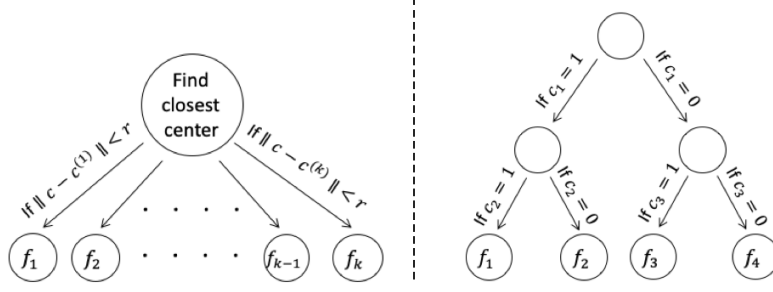 Find
closest
center
If ‖ c − c^(1) ‖ < r
If ‖ c − c^(k) ‖ < r
. . . .
. . . .
f₁
f₂
fₖ₋₁
fₖ
If c₁ = 1
If c₁ = 0
If c₂ = 1
If c₂ = 0
If c₃ = 1
If c₃ = 0
f₁
f₂
f₃
f₄